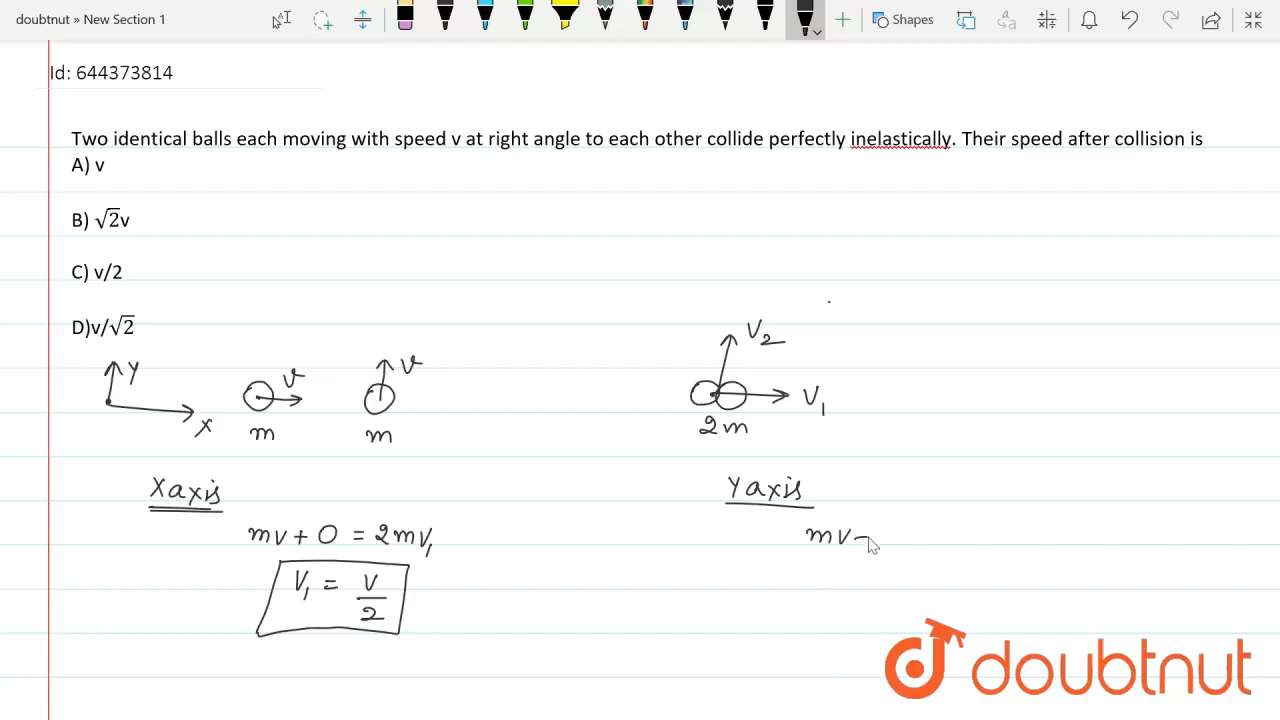 doubtnut » New Section 1
Shapes
Id: 644373814
Two identical balls each moving with speed v at right angle to each other collide perfectly inelastically. Their speed after collision is
A) v
B) √2v
C) v/2
D)v/√2
Y
X
v
m
v
m
V₂
V₁
2m
X axis
Y axis
mv + 0 = 2mV₁
mv -
V₁ = V/2
doubtnut